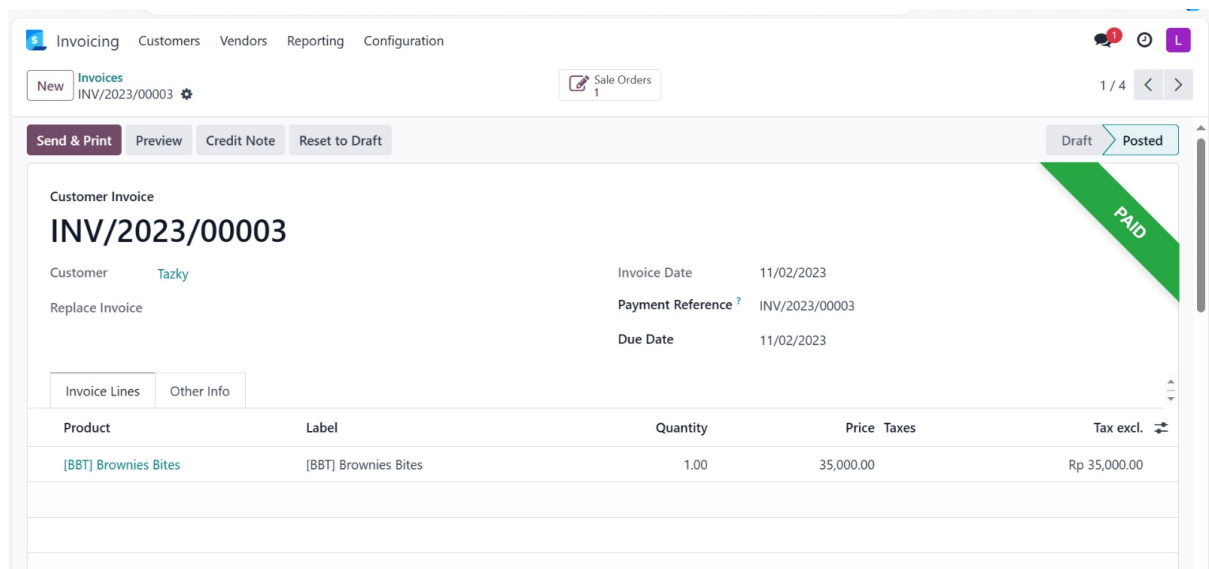 Invoicing Customers Vendors Reporting Configuration 1 L
New Invoices
INV/2023/00003
Sale Orders
1
1 / 4
Send & Print Preview Credit Note Reset to Draft Draft Posted
PAID
Customer Invoice
INV/2023/00003
Customer Tazky Invoice Date 11/02/2023
Replace Invoice Payment Reference ? INV/2023/00003
Due Date 11/02/2023
Invoice Lines Other Info
Product Label Quantity Price Taxes Tax excl.
[BBT] Brownies Bites [BBT] Brownies Bites 1.00 35,000.00 Rp 35,000.00